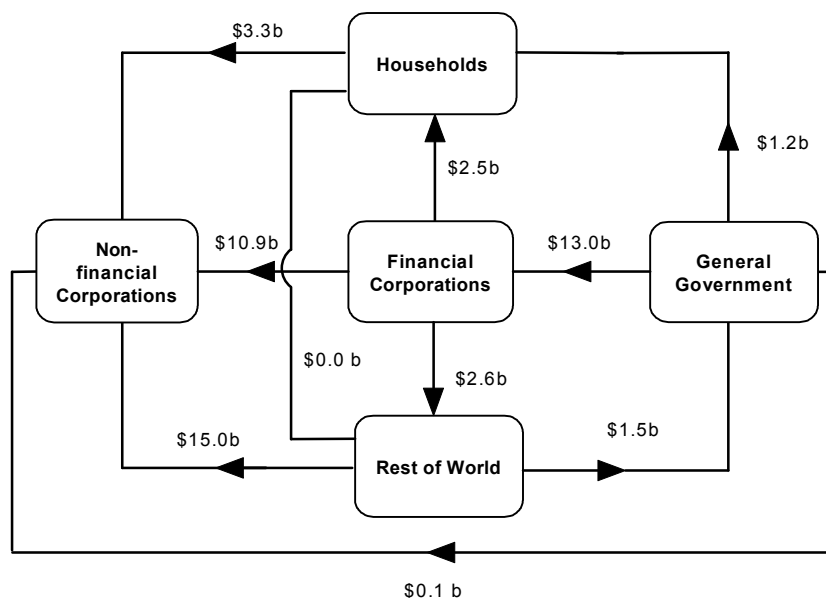 $3.3b
Households
$1.2b
$2.5b
Non-
financial
Corporations
$10.9b
Financial
Corporations
$13.0b
General
Government
$0.0 b
$2.6b
$15.0b
Rest of World
$1.5b
$0.1 b